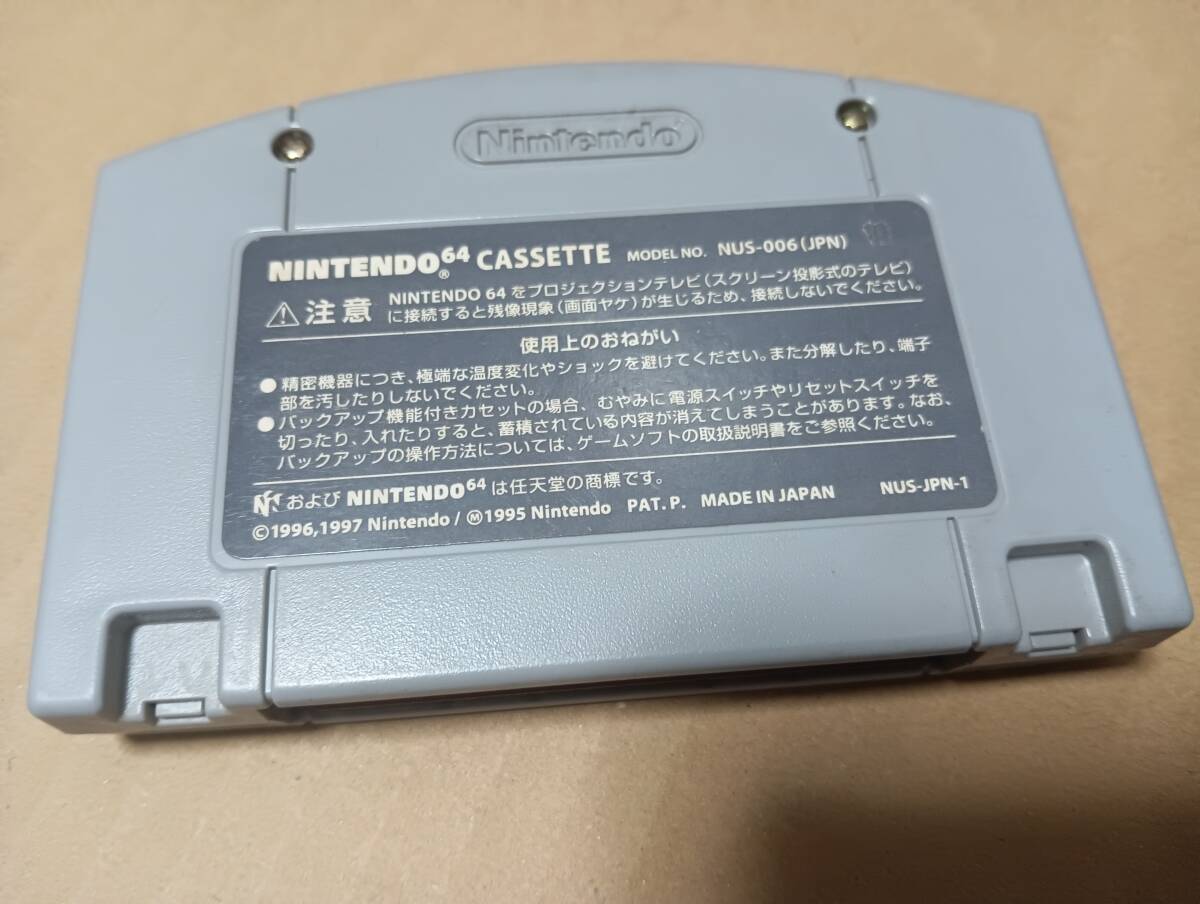 Nintendo
NINTENDO64® CASSETTE MODEL NO. NUS-006(JPN)
注意 NINTENDO 64をプロジェクションテレビ(スクリーン投影式のテレビ)
に接続すると残像現象(画面ヤケ)が生じるため、接続しないでください。
使用上のおねがい
●精密機器につき、極端な温度変化やショックを避けてください。また分解したり、端子
部を汚したりしないでください。
●バックアップ機能付きカセットの場合、むやみに電源スイッチやリセットスイッチを
切ったり、入れたりすると、蓄積されている内容が消えてしまうことがあります。なお、
バックアップの操作方法については、ゲームソフトの取扱説明書をご参照ください。
および NINTENDO64 は任天堂の商標です。
©1996,1997 Nintendo/Ⓜ1995 Nintendo PAT.P. MADE IN JAPAN NUS-JPN-1